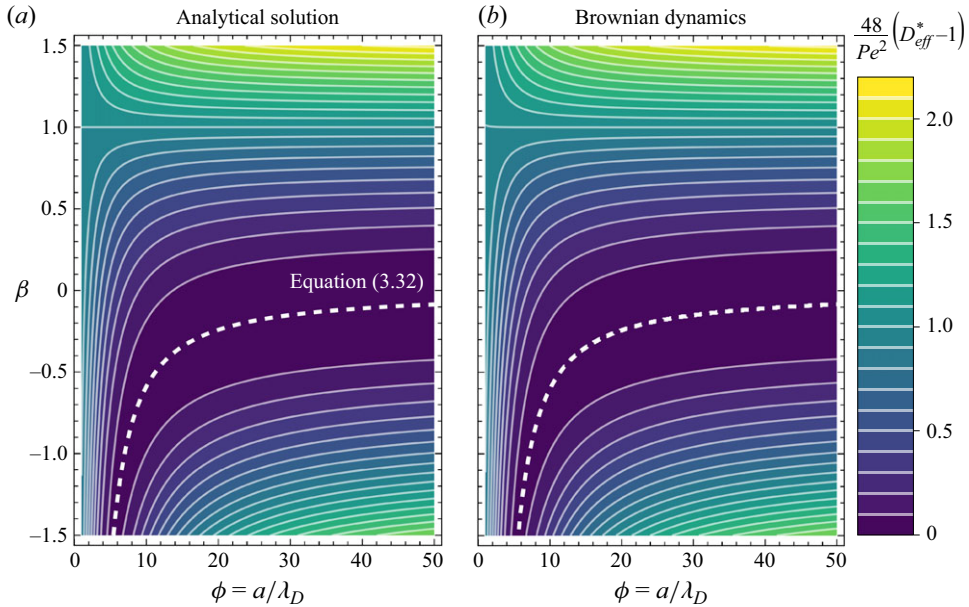 (a) Analytical solution
(b) Brownian dynamics
48/Pe² (D*eff−1)
1.5
1.0
0.5
0
−0.5
−1.0
−1.5
β
Equation (3.32)
0 10 20 30 40 50
0 10 20 30 40 50
ϕ = a/λD
ϕ = a/λD
2.0
1.5
1.0
0.5
0